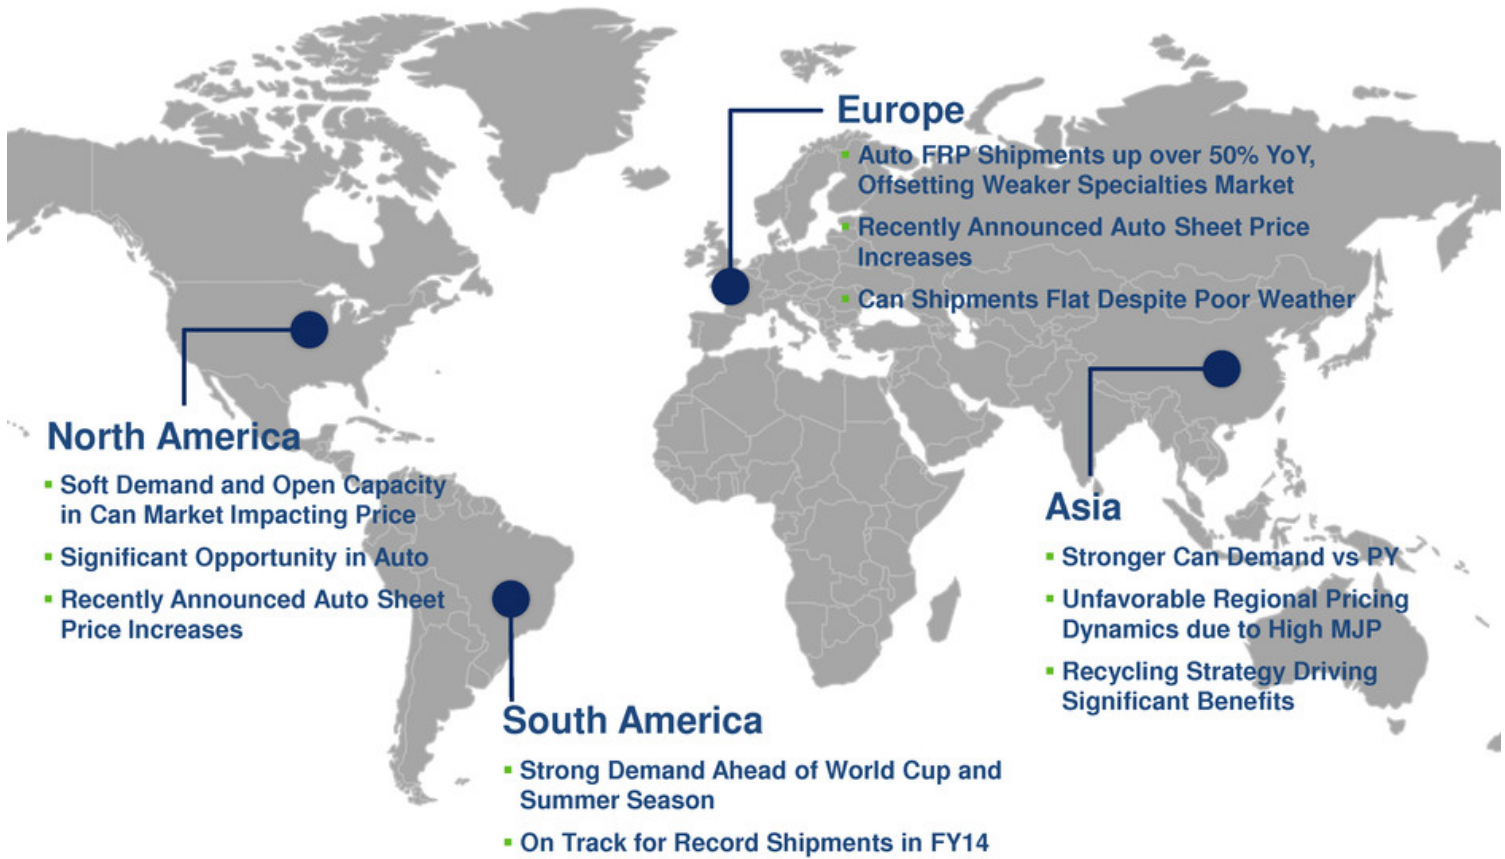 Europe
▪ Auto FRP Shipments up over 50% YoY,
Offsetting Weaker Specialties Market
▪ Recently Announced Auto Sheet Price
Increases
▪ Can Shipments Flat Despite Poor Weather
North America
▪ Soft Demand and Open Capacity
in Can Market Impacting Price
▪ Significant Opportunity in Auto
▪ Recently Announced Auto Sheet
Price Increases
Asia
▪ Stronger Can Demand vs PY
▪ Unfavorable Regional Pricing
Dynamics due to High MJP
▪ Recycling Strategy Driving
Significant Benefits
South America
▪ Strong Demand Ahead of World Cup and
Summer Season
▪ On Track for Record Shipments in FY14